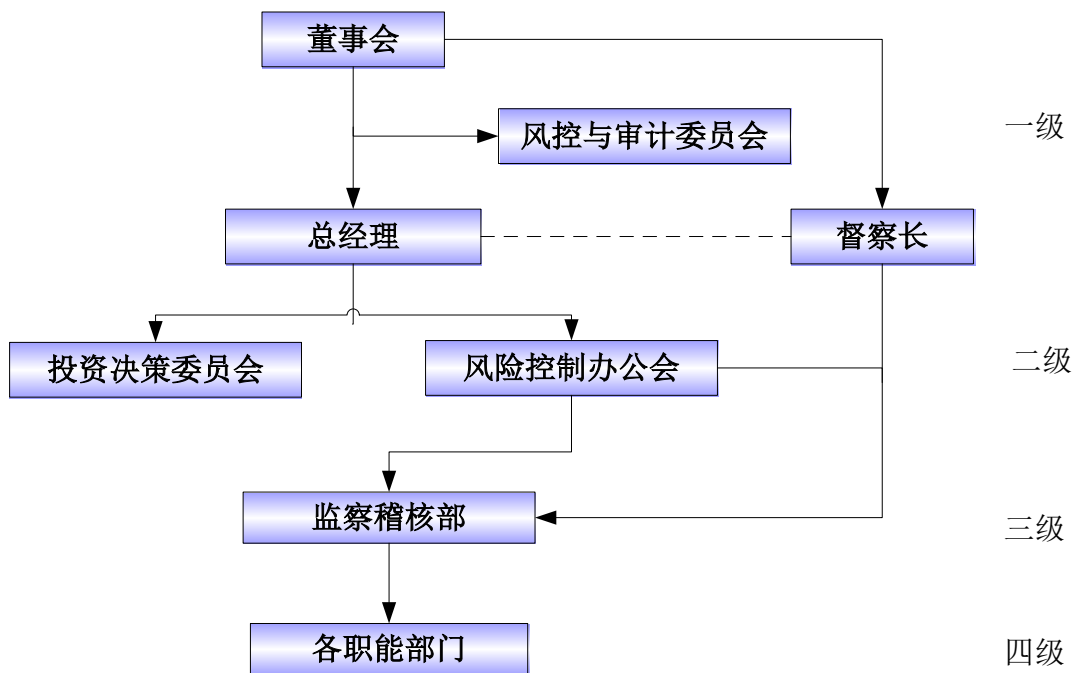 董事会
风控与审计委员会
一级
总经理
督察长
投资决策委员会
风险控制办公会
二级
监察稽核部
三级
各职能部门
四级